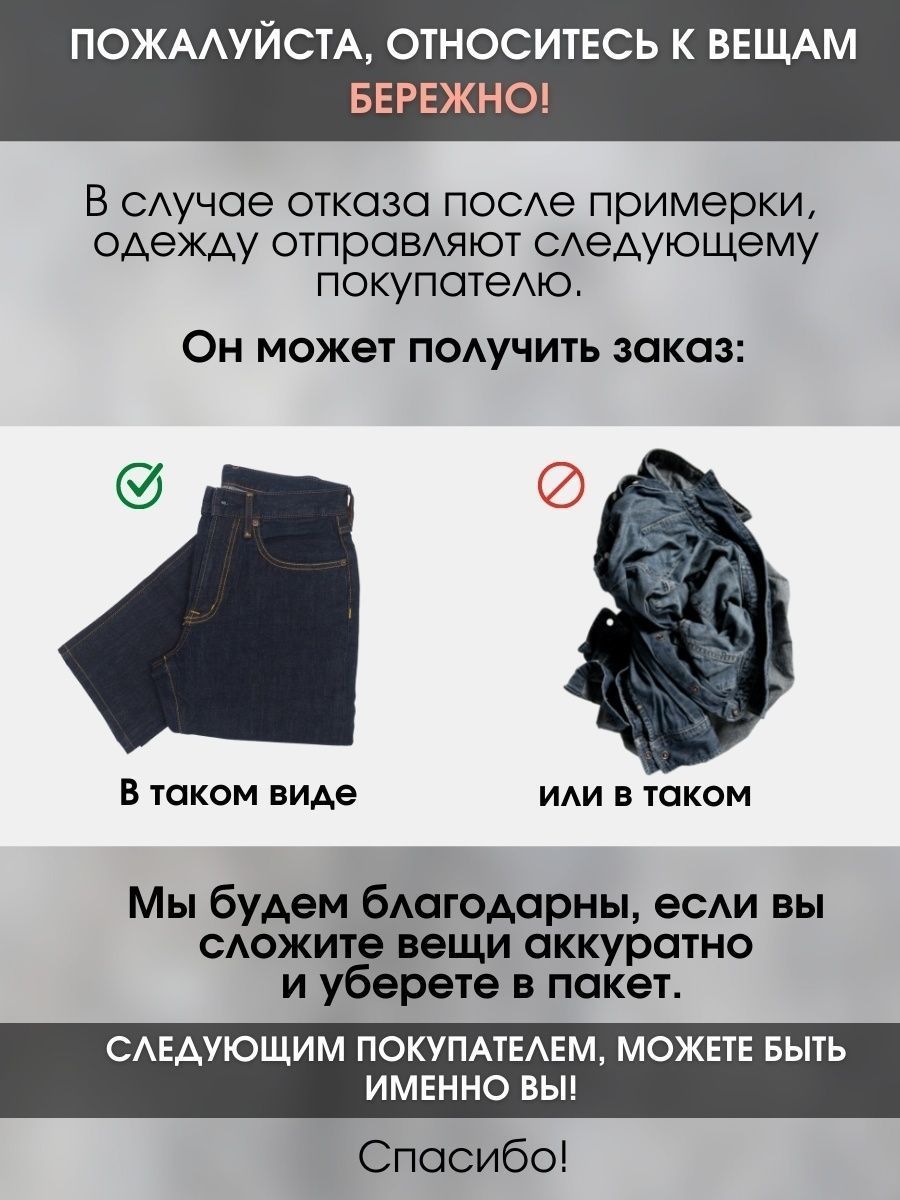 ПОЖАЛУЙСТА, ОТНОСИТЕСЬ К ВЕЩАМ
БЕРЕЖНО!
В случае отказа после примерки,
одежду отправляют следующему
покупателю.
Он может получить заказ:
В таком виде
или в таком
Мы будем благодарны, если вы
сложите вещи аккуратно
и уберете в пакет.
СЛЕДУЮЩИМ ПОКУПАТЕЛЕМ, МОЖЕТЕ БЫТЬ
ИМЕННО ВЫ!
Спасибо!